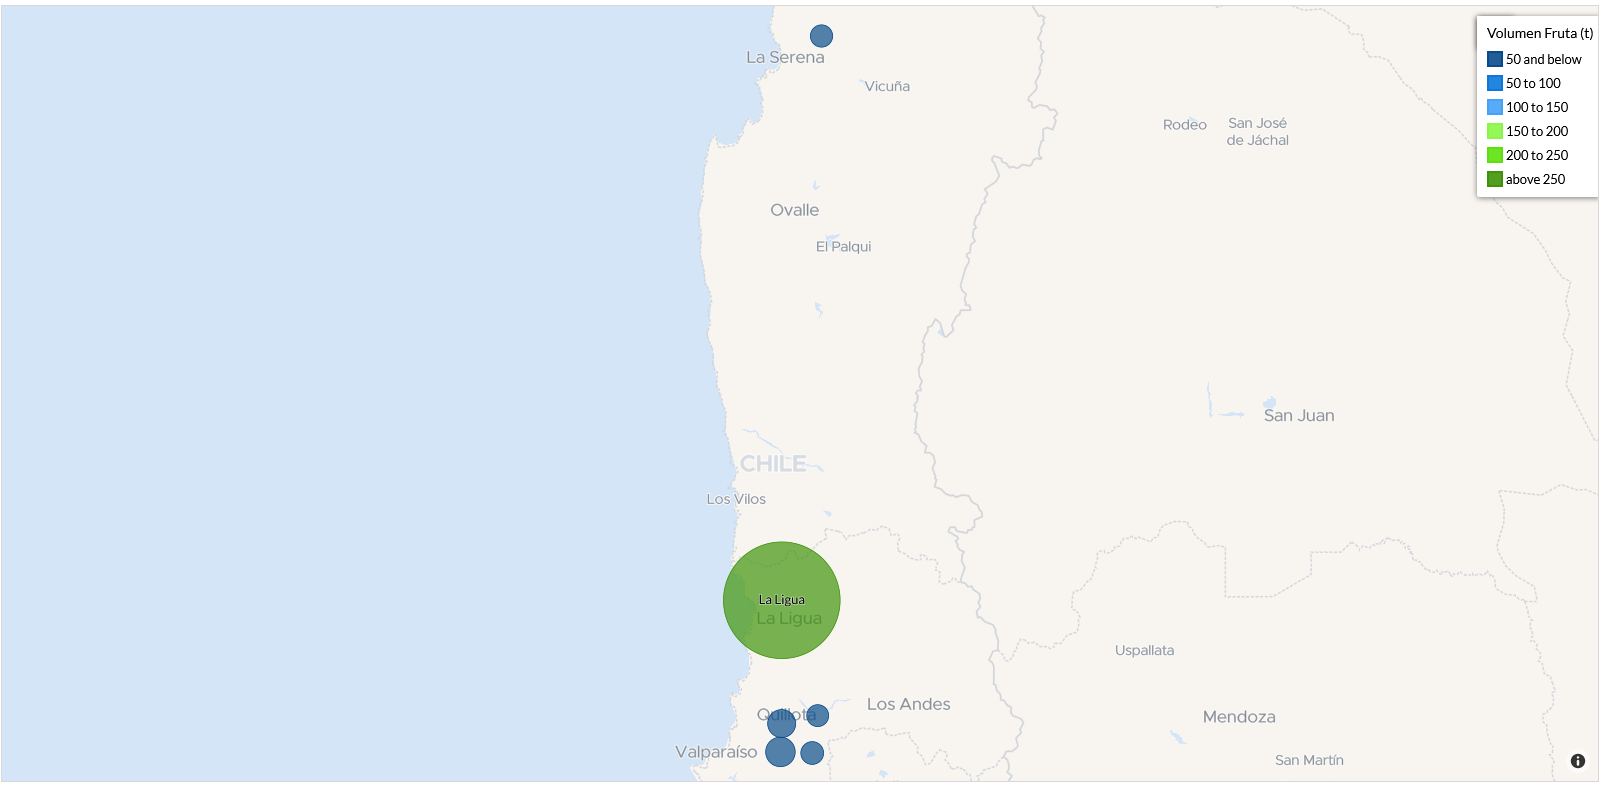 La Serena
Vicuña
Rodeo
San José
de Jáchal
Ovalle
El Palqui
San Juan
CHILE
Los Vilos
La Ligua
La Ligua
Uspallata
Quillota
Los Andes
Mendoza
Valparaíso
San Martín
Volumen Fruta (t)
50 and below
50 to 100
100 to 150
150 to 200
200 to 250
above 250